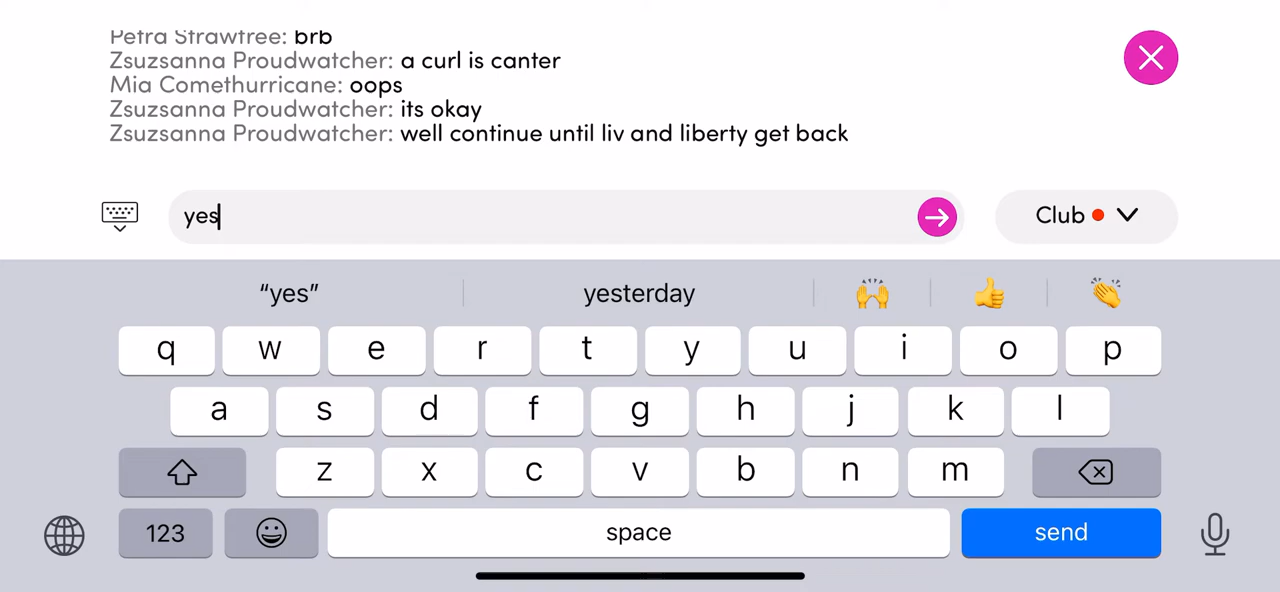 Petra Strawtree: brb
Zsuzsanna Proudwatcher: a curl is canter
Mia Comethurricane: oops
Zsuzsanna Proudwatcher: its okay
Zsuzsanna Proudwatcher: well continue until liv and liberty get back
yes
Club
“yes” yesterday
q w e r t y u i o p
a s d f g h j k l
z x c v b n m
123 space send